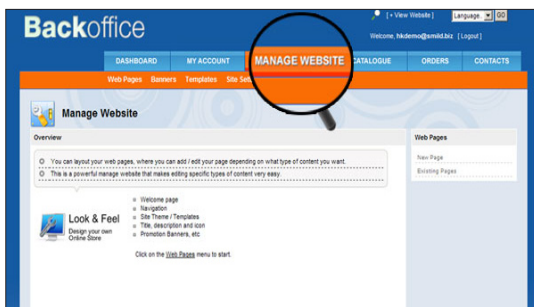 Backoffice
[+ View Website]
Language.
GO
Welcome, hkdemo@smild.biz [Logout]
DASHBOARD
MY ACCOUNT
MANAGE WEBSITE
CATALOGUE
ORDERS
CONTACTS
Web Pages Banners Templates Site Set
Manage Website
Overview
You can layout your web pages, where you can add / edit your page depending on what type of content you want.
This is a powerful manage website that makes editing specific types of content very easy.
Look & Feel
Design your own
Online Store
Welcome page
Navigation
Site Theme / Templates
Title, description and icon
Promotion Banners, etc
Click on the Web Pages menu to start.
Web Pages
New Page
Existing Pages